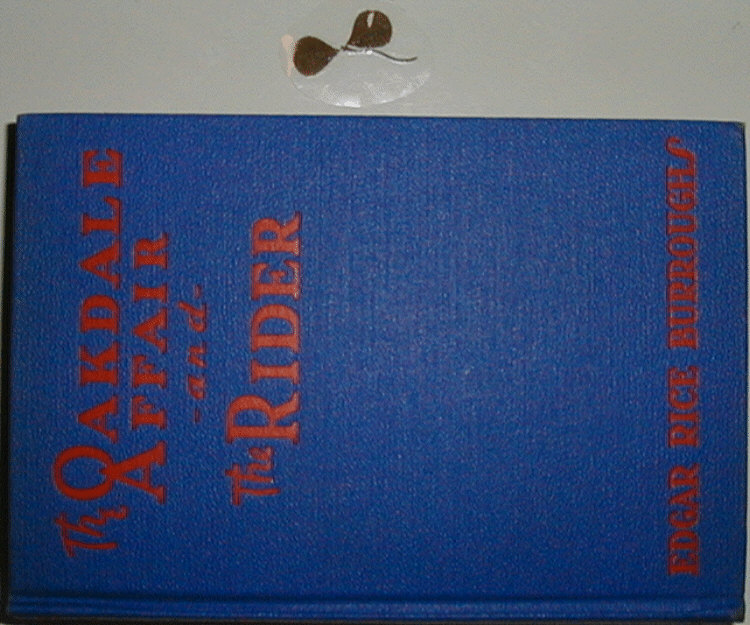 The OAKDALE
AFFAIR
-and-
The RIDER
EDGAR RICE BURROUGHS